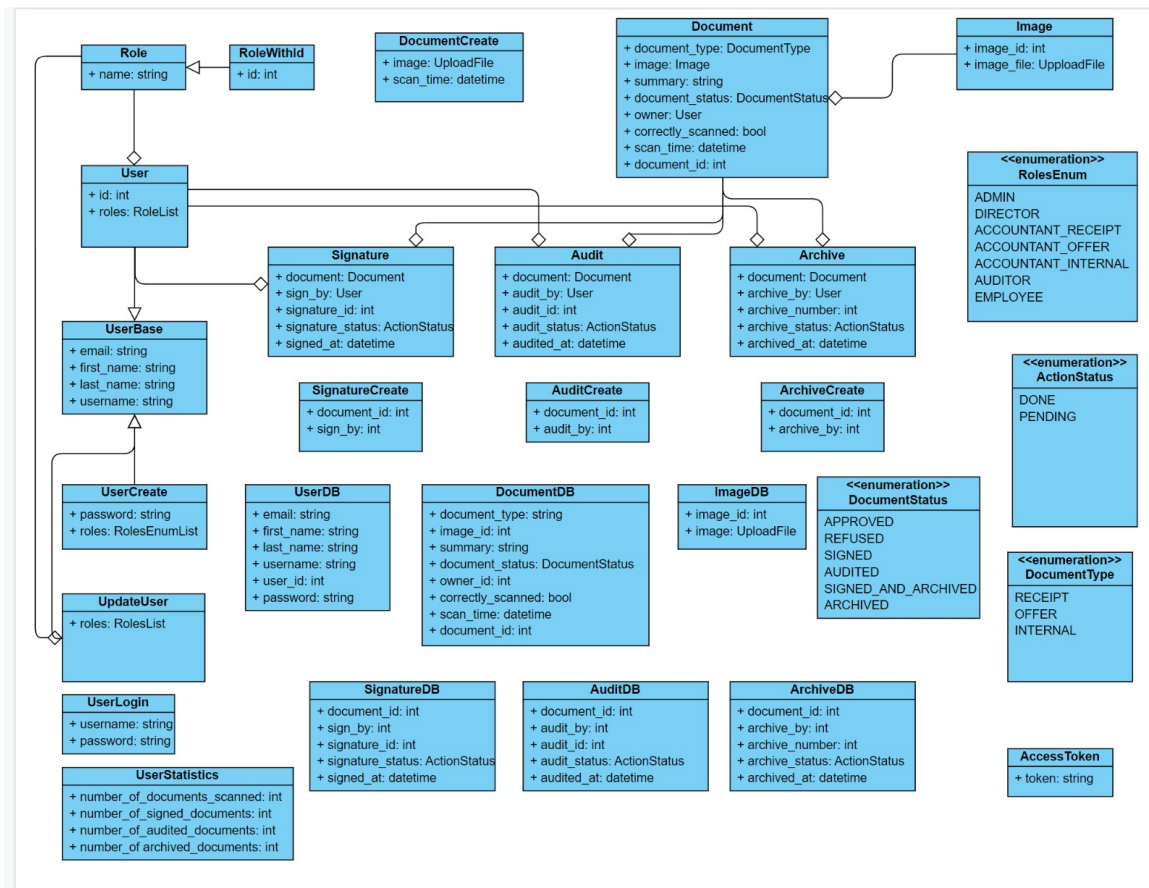 Role
+ name: string
RoleWithId
+ id: int
DocumentCreate
+ image: UploadFile
+ scan_time: datetime
Document
+ document_type: DocumentType
+ image: Image
+ summary: string
+ document_status: DocumentStatus
+ owner: User
+ correctly_scanned: bool
+ scan_time: datetime
+ document_id: int
Image
+ image_id: int
+ image_file: UpploadFile
<<enumeration>>
RolesEnum
ADMIN
DIRECTOR
ACCOUNTANT_RECEIPT
ACCOUNTANT_OFFER
ACCOUNTANT_INTERNAL
AUDITOR
EMPLOYEE
User
+ id: int
+ roles: RoleList
Signature
+ document: Document
+ sign_by: User
+ signature_id: int
+ signature_status: ActionStatus
+ signed_at: datetime
Audit
+ document: Document
+ audit_by: User
+ audit_id: int
+ audit_status: ActionStatus
+ audited_at: datetime
Archive
+ document: Document
+ archive_by: User
+ archive_number: int
+ archive_status: ActionStatus
+ archived_at: datetime
UserBase
+ email: string
+ first_name: string
+ last_name: string
+ username: string
SignatureCreate
+ document_id: int
+ sign_by: int
AuditCreate
+ document_id: int
+ audit_by: int
ArchiveCreate
+ document_id: int
+ archive_by: int
<<enumeration>>
ActionStatus
DONE
PENDING
UserCreate
+ password: string
+ roles: RolesEnumList
UserDB
+ email: string
+ first_name: string
+ last_name: string
+ username: string
+ user_id: int
+ password: string
DocumentDB
+ document_type: string
+ image_id: int
+ summary: string
+ document_status: DocumentStatus
+ owner_id: int
+ correctly_scanned: bool
+ scan_time: datetime
+ document_id: int
ImageDB
+ image_id: int
+ image: UploadFile
<<enumeration>>
DocumentStatus
APPROVED
REFUSED
SIGNED
AUDITED
SIGNED_AND_ARCHIVED
ARCHIVED
<<enumeration>>
DocumentType
RECEIPT
OFFER
INTERNAL
UpdateUser
+ roles: RolesList
UserLogin
+ username: string
+ password: string
SignatureDB
+ document_id: int
+ sign_by: int
+ signature_id: int
+ signature_status: ActionStatus
+ signed_at: datetime
AuditDB
+ document_id: int
+ audit_by: int
+ audit_id: int
+ audit_status: ActionStatus
+ audited_at: datetime
ArchiveDB
+ document_id: int
+ archive_by: int
+ archive_number: int
+ archive_status: ActionStatus
+ archived_at: datetime
AccessToken
+ token: string
UserStatistics
+ number_of_documents_scanned: int
+ number_of_signed_documents: int
+ number_of_audited_documents: int
+ number_of archived_documents: int